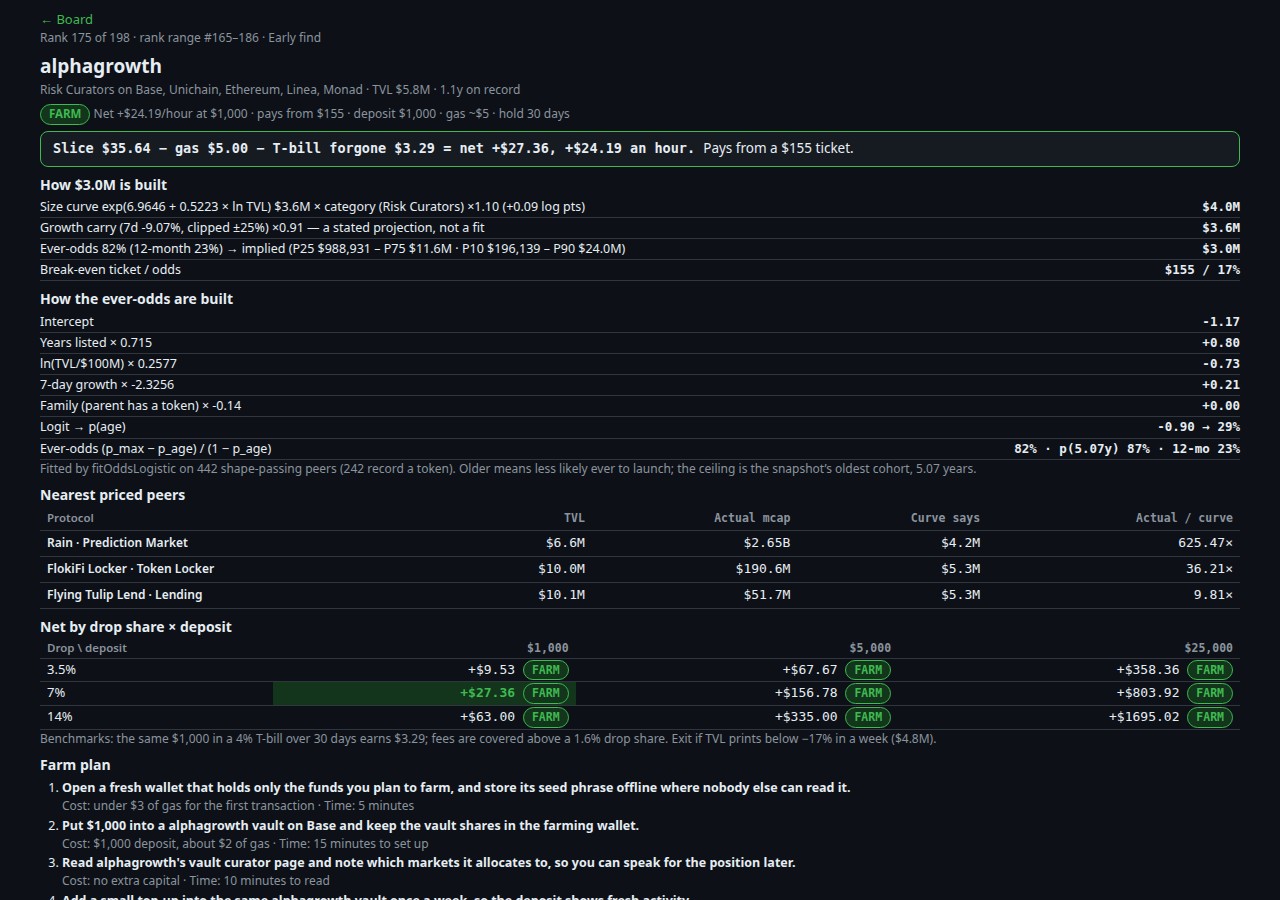 ← Board
Rank 175 of 198 · rank range #165–186 · Early find
alphagrowth
Risk Curators on Base, Unichain, Ethereum, Linea, Monad · TVL $5.8M · 1.1y on record
FARM Net +$24.19/hour at $1,000 · pays from $155 · deposit $1,000 · gas ~$5 · hold 30 days
Slice $35.64 − gas $5.00 − T-bill forgone $3.29 = net +$27.36, +$24.19 an hour. Pays from a $155 ticket.
How $3.0M is built
Size curve exp(6.9646 + 0.5223 × ln TVL) $3.6M × category (Risk Curators) ×1.10 (+0.09 log pts) $4.0M
Growth carry (7d -9.07%, clipped ±25%) ×0.91 — a stated projection, not a fit $3.6M
Ever-odds 82% (12-month 23%) → implied (P25 $988,931 – P75 $11.6M · P10 $196,139 – P90 $24.0M) $3.0M
Break-even ticket / odds $155 / 17%
How the ever-odds are built
Intercept -1.17
Years listed × 0.715 +0.80
ln(TVL/$100M) × 0.2577 -0.73
7-day growth × -2.3256 +0.21
Family (parent has a token) × -0.14 +0.00
Logit → p(age) -0.90 → 29%
Ever-odds (p_max − p_age) / (1 − p_age) 82% · p(5.07y) 87% · 12-mo 23%
Fitted by fitOddsLogistic on 442 shape-passing peers (242 record a token). Older means less likely ever to launch; the ceiling is the snapshot's oldest cohort, 5.07 years.
Nearest priced peers
Protocol TVL Actual mcap Curve says Actual / curve
Rain · Prediction Market $6.6M $2.65B $4.2M 625.47×
FlokiFi Locker · Token Locker $10.0M $190.6M $5.3M 36.21×
Flying Tulip Lend · Lending $10.1M $51.7M $5.3M 9.81×
Net by drop share × deposit
Drop \ deposit $1,000 $5,000 $25,000
3.5% +$9.53 FARM +$67.67 FARM +$358.36 FARM
7% +$27.36 FARM +$156.78 FARM +$803.92 FARM
14% +$63.00 FARM +$335.00 FARM +$1695.02 FARM
Benchmarks: the same $1,000 in a 4% T-bill over 30 days earns $3.29; fees are covered above a 1.6% drop share. Exit if TVL prints below −17% in a week ($4.8M).
Farm plan
1. Open a fresh wallet that holds only the funds you plan to farm, and store its seed phrase offline where nobody else can read it.
Cost: under $3 of gas for the first transaction · Time: 5 minutes
2. Put $1,000 into a alphagrowth vault on Base and keep the vault shares in the farming wallet.
Cost: $1,000 deposit, about $2 of gas · Time: 15 minutes to set up
3. Read alphagrowth's vault curator page and note which markets it allocates to, so you can speak for the position later.
Cost: no extra capital · Time: 10 minutes to read
4. Add a small top-up into the same alphagrowth vault once a week, so the deposit shows fresh activity.